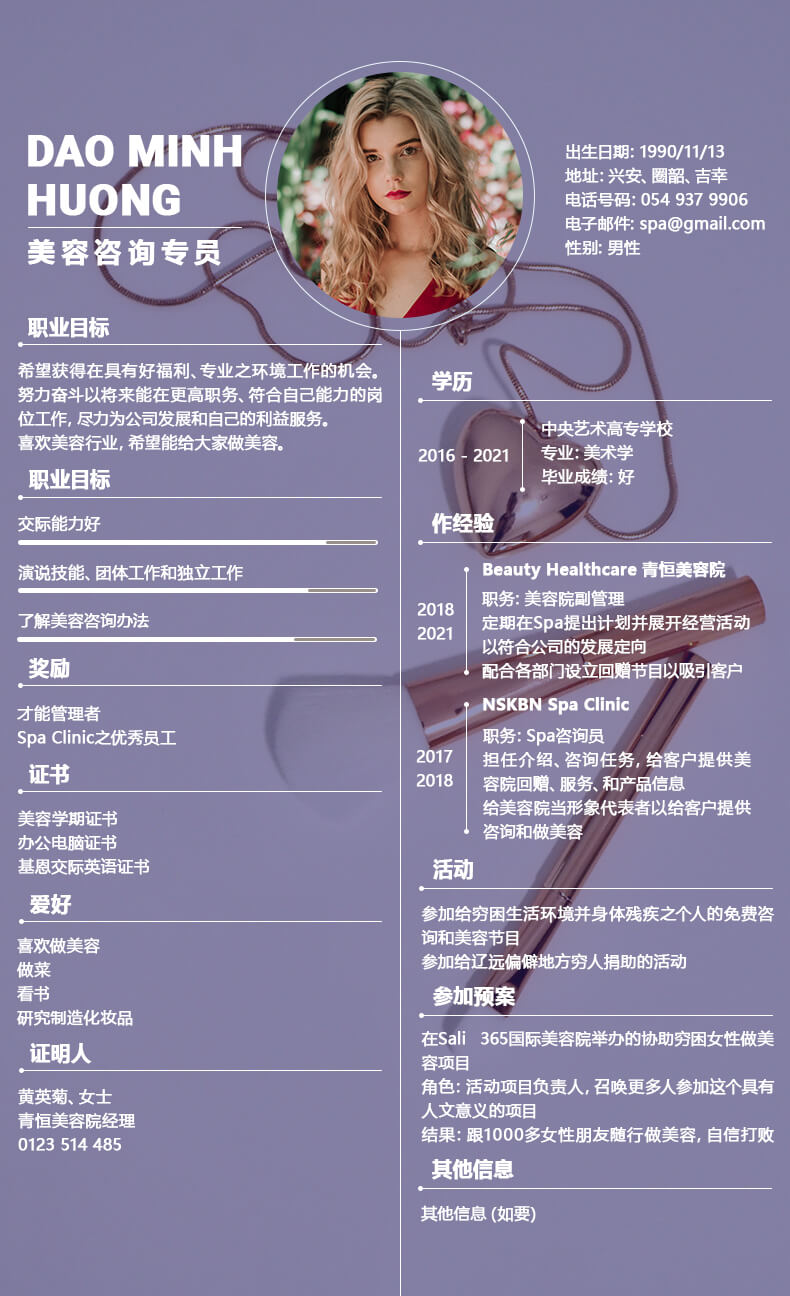 DAO MINH
HUONG
美容咨询专员
出生日期: 1990/11/13
地址: 兴安、圈韶、吉幸
电话号码: 054 937 9906
电子邮件: spa@gmail.com
性别: 男性
职业目标
希望获得在具有好福利、专业之环境工作的机会。
努力奋斗以将来能在更高职务、符合自己能力的岗
位工作, 尽力为公司发展和自己的利益服务。
喜欢美容行业, 希望能给大家做美容。
职业目标
交际能力好
演说技能、团体工作和独立工作
了解美容咨询办法
奖励
才能管理者
Spa Clinic之优秀员工
证书
美容学期证书
办公电脑证书
基恩交际英语证书
爱好
喜欢做美容
做菜
看书
研究制造化妆品
证明人
黄英菊、女士
青恒美容院经理
0123 514 485
学历
2016 - 2021
中央艺术高专学校
专业: 美术学
毕业成绩: 好
作经验
2018
2021
Beauty Healthcare 青恒美容院
职务: 美容院副管理
定期在Spa提出计划并展开经营活动
以符合公司的发展定向
配合各部门设立回赠节目以吸引客户
2017
2018
NSKBN Spa Clinic
职务: Spa咨询员
担任介绍、咨询任务, 给客户提供美
容院回赠、服务、和产品信息
给美容院当形象代表者以给客户提供
咨询和做美容
活动
参加给穷困生活环境并身体残疾之个人的免费咨
询和美容节目
参加给辽远偏僻地方穷人捐助的活动
参加预案
在Sali 365国际美容院举办的协助穷困女性做美
容项目
角色: 活动项目负责人, 召唤更多人参加这个具有
人文意义的项目
结果: 跟1000多女性朋友随行做美容, 自信打败
其他信息
其他信息 (如要)